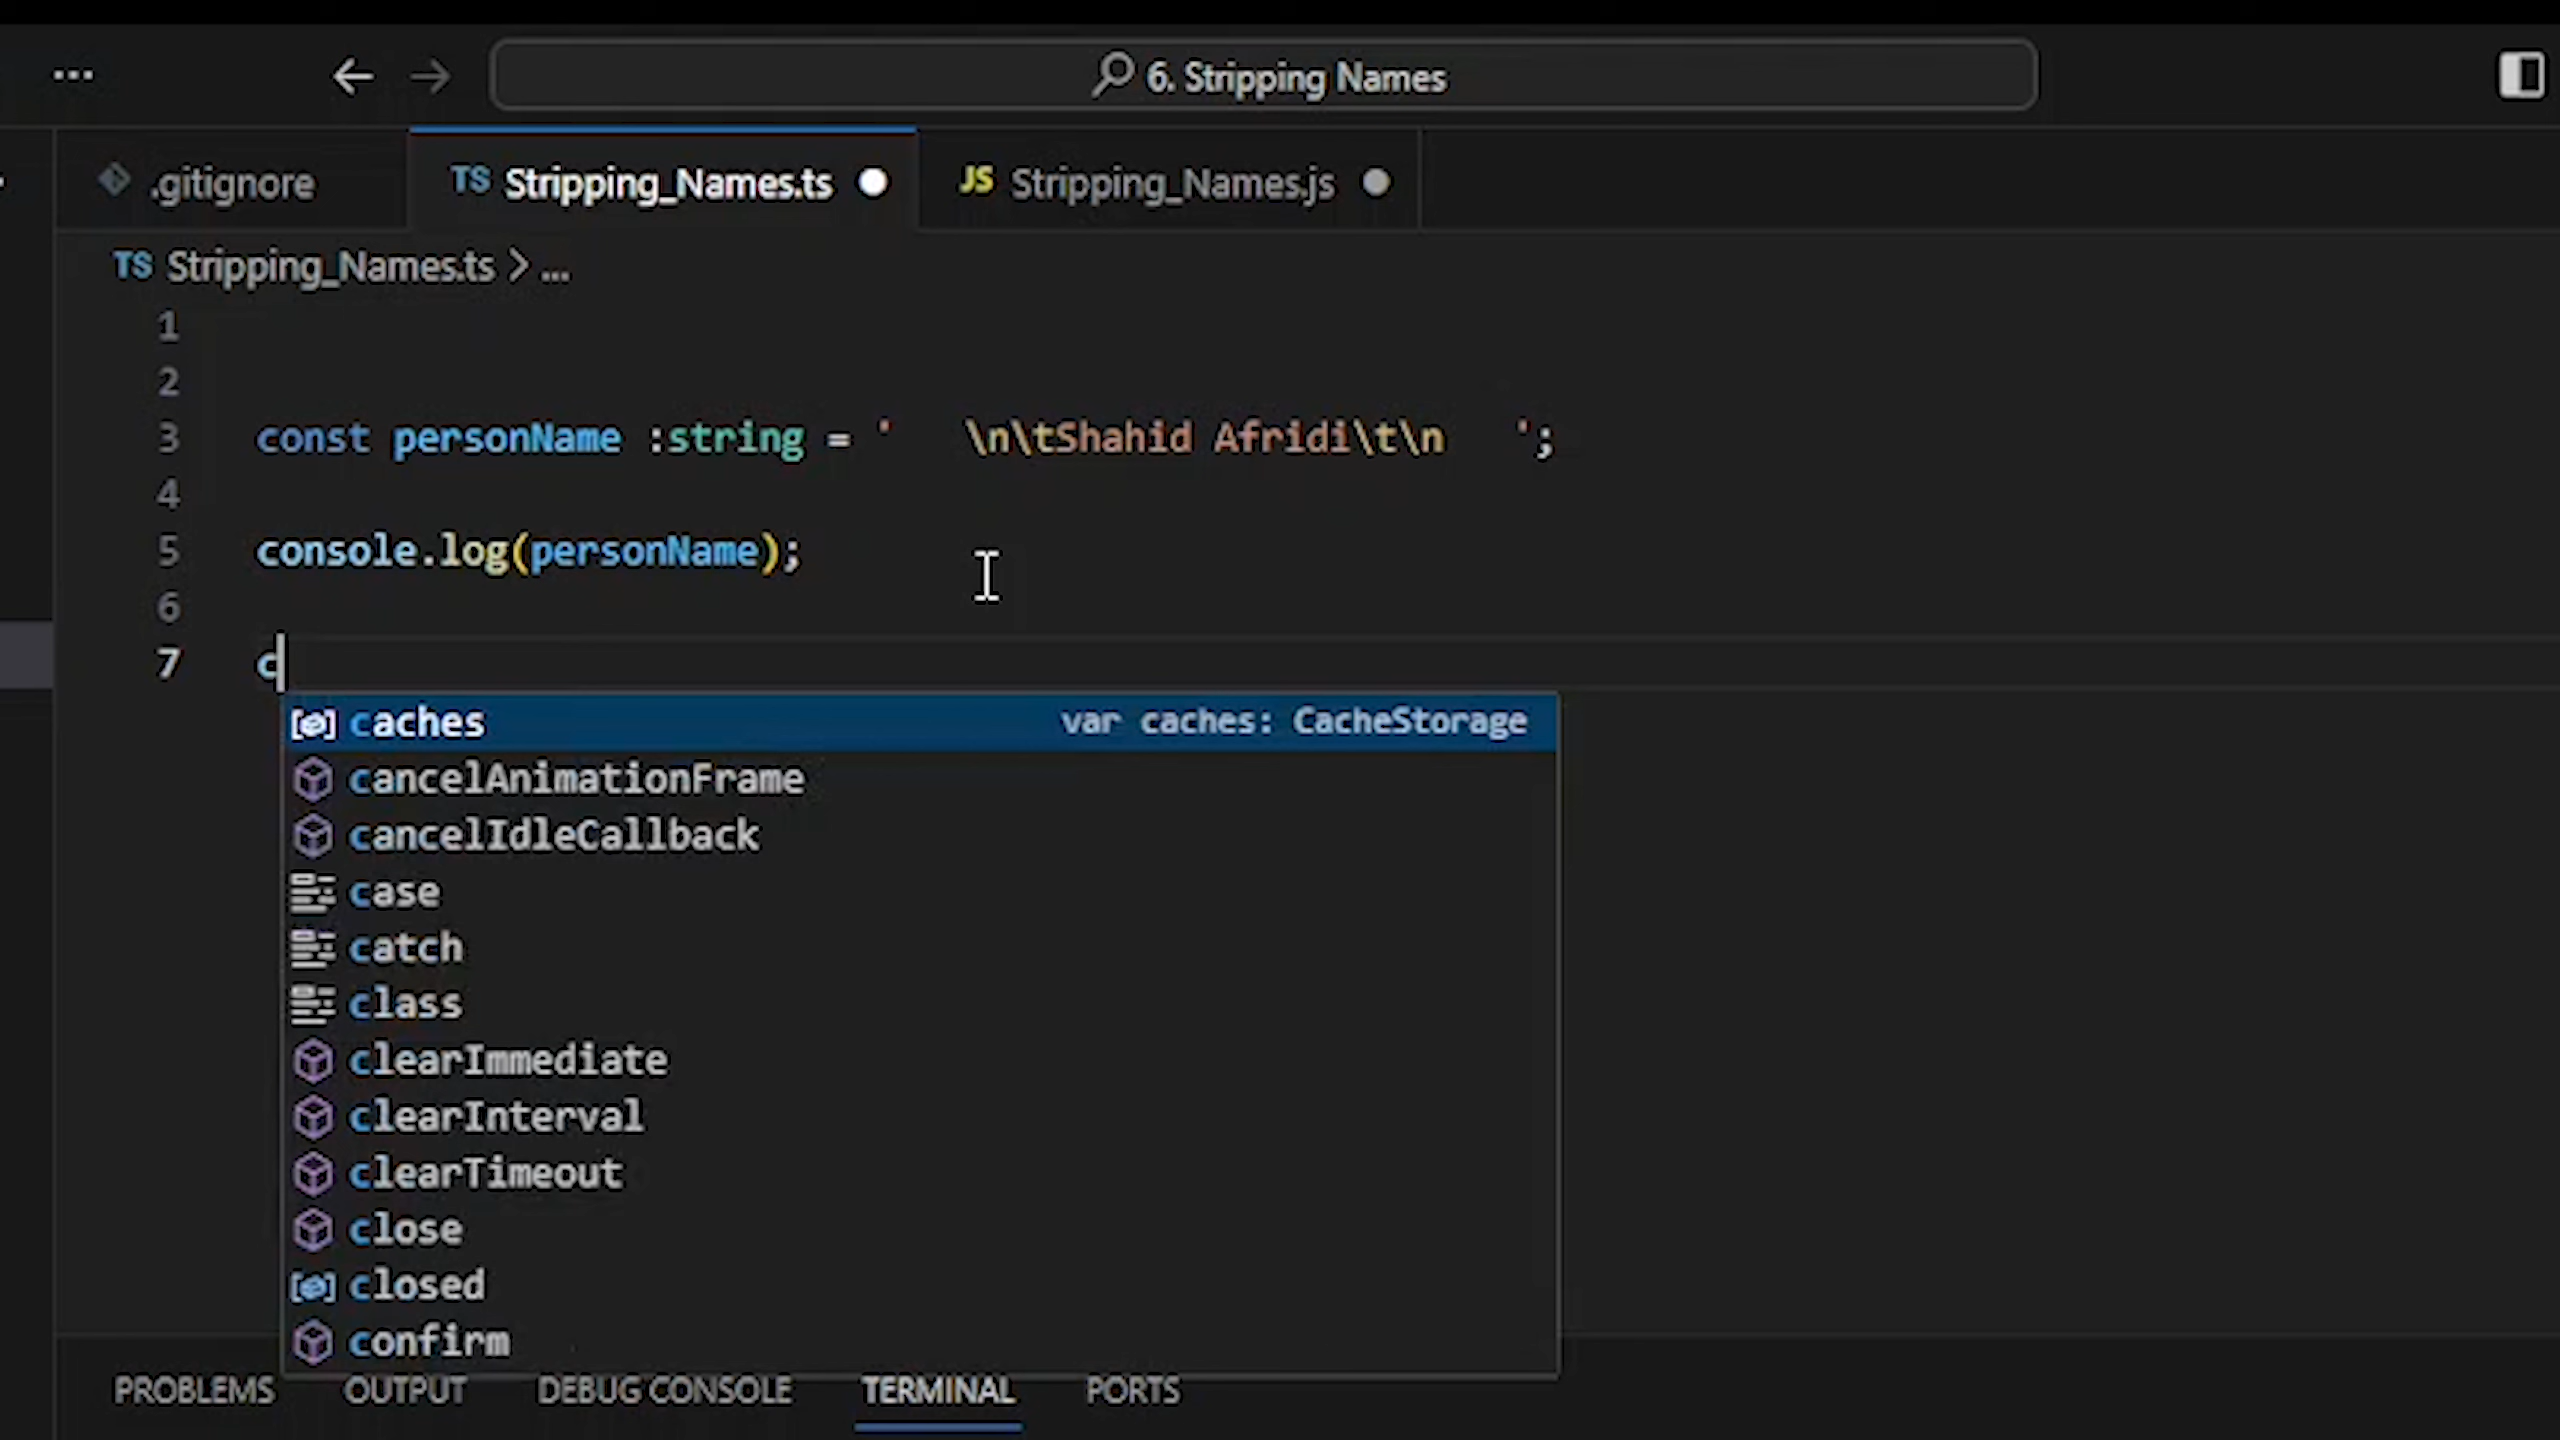 ...
6. Stripping Names
.gitignore
TS Stripping_Names.ts
JS Stripping_Names.js
TS Stripping_Names.ts > ...
1
2
3 const personName :string = '   \n\tShahid Afridi\t\n   ';
4
5 console.log(personName);
6
7 c
caches var caches: CacheStorage
cancelAnimationFrame
cancelIdleCallback
case
catch
class
clearImmediate
clearInterval
clearTimeout
close
closed
confirm
PROBLEMS OUTPUT DEBUG CONSOLE TERMINAL PORTS